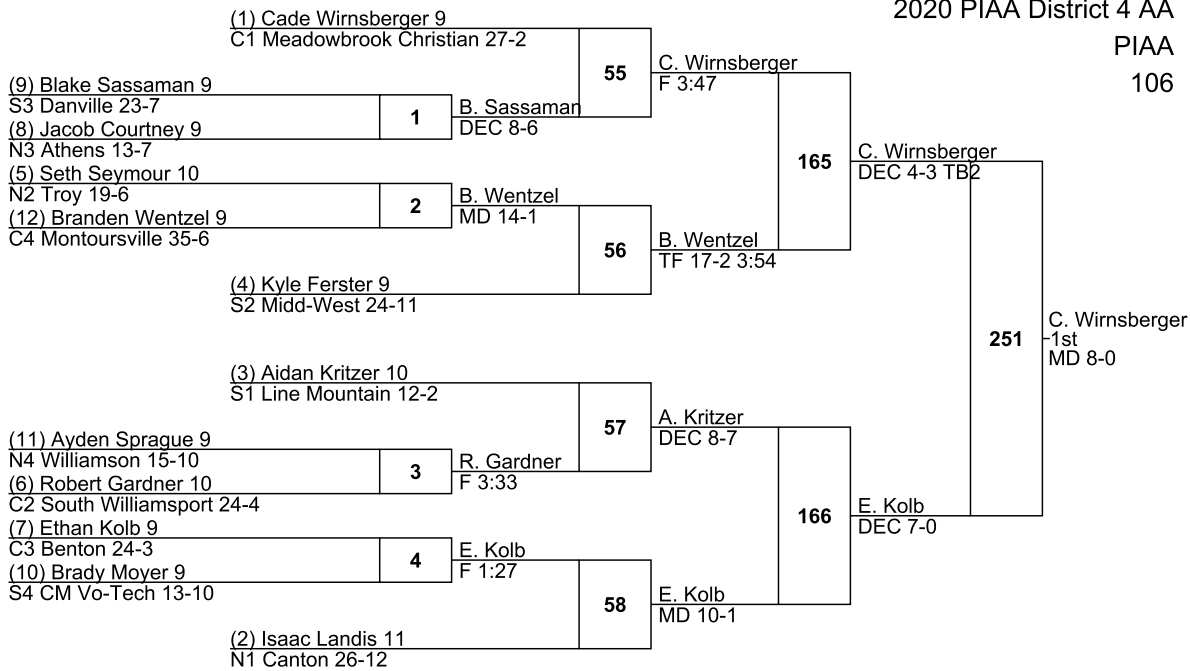 2020 PIAA District 4 AA
PIAA
106
(1) Cade Wirnsberger 9
C1 Meadowbrook Christian 27-2
55
C. Wirnsberger
F 3:47
(9) Blake Sassaman 9
S3 Danville 23-7
1
B. Sassaman
DEC 8-6
(8) Jacob Courtney 9
N3 Athens 13-7
165
C. Wirnsberger
DEC 4-3 TB2
(5) Seth Seymour 10
N2 Troy 19-6
2
B. Wentzel
MD 14-1
(12) Branden Wentzel 9
C4 Montoursville 35-6
56
B. Wentzel
TF 17-2 3:54
(4) Kyle Ferster 9
S2 Midd-West 24-11
251
C. Wirnsberger
1st
MD 8-0
(3) Aidan Kritzer 10
S1 Line Mountain 12-2
57
A. Kritzer
DEC 8-7
(11) Ayden Sprague 9
N4 Williamson 15-10
3
R. Gardner
F 3:33
(6) Robert Gardner 10
C2 South Williamsport 24-4
166
E. Kolb
DEC 7-0
(7) Ethan Kolb 9
C3 Benton 24-3
4
E. Kolb
F 1:27
(10) Brady Moyer 9
S4 CM Vo-Tech 13-10
58
E. Kolb
MD 10-1
(2) Isaac Landis 11
N1 Canton 26-12